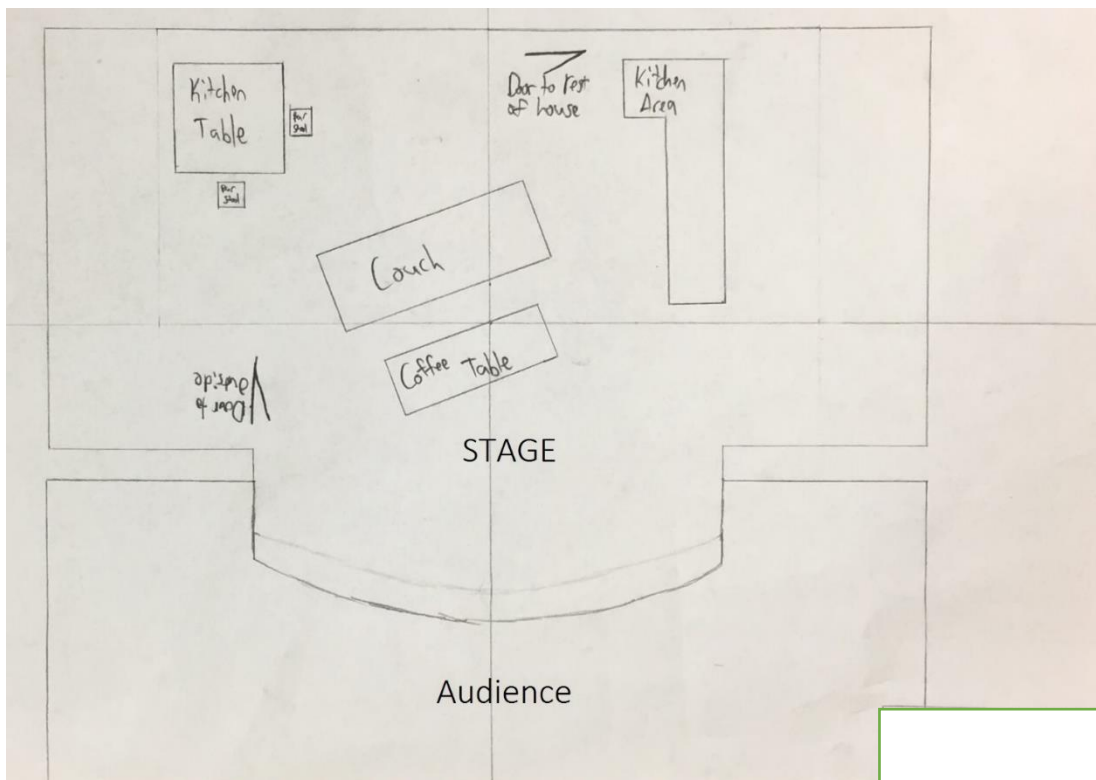 Kitchen
Table
Bar
Stool
Bar
Stool
Door to rest
of house
Kitchen
Area
Couch
Coffee Table
Door to
outside
STAGE
Audience